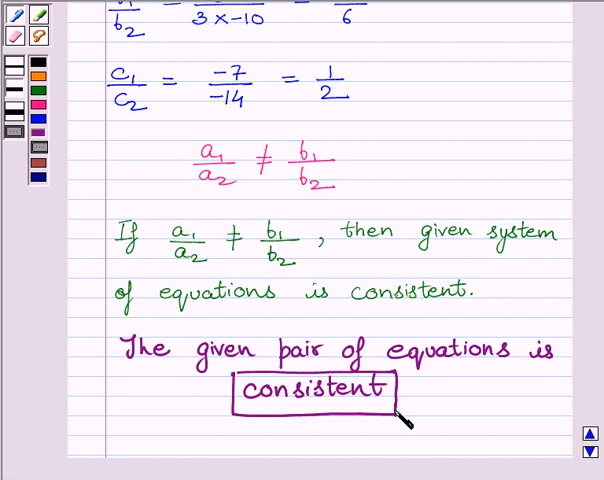 b₂ = 3 x -10 = 6
c₁/c₂ = -7/-14 = 1/2
a₁/a₂ ≠ b₁/b₂
If a₁/a₂ ≠ b₁/b₂, then given system
of equations is consistent.
The given pair of equations is
consistent